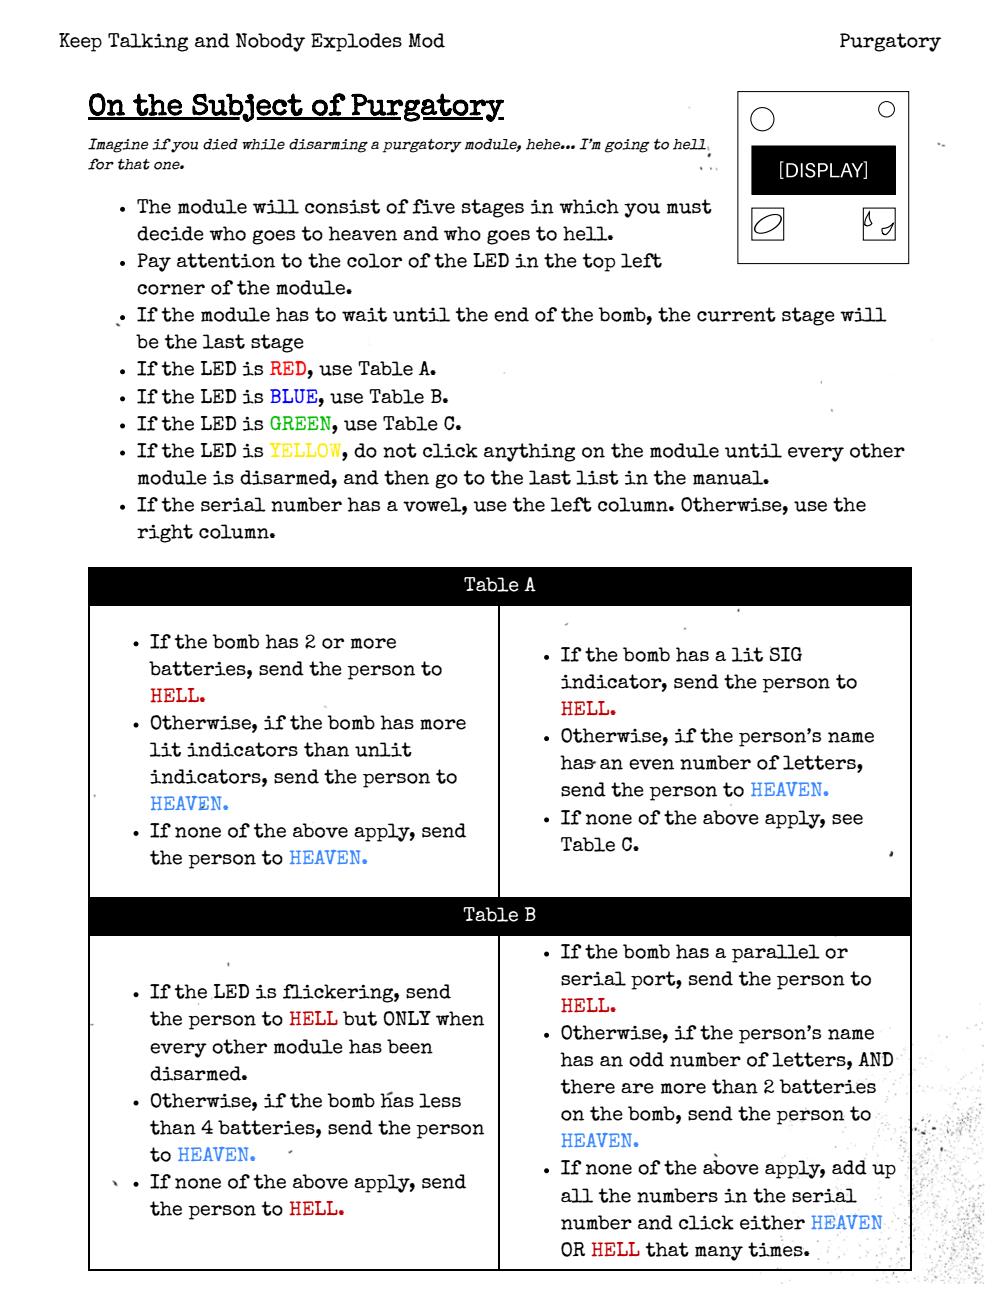 Keep Talking and Nobody Explodes Mod Purgatory
On the Subject of Purgatory
Imagine if you died while disarming a purgatory module, hehe... I'm going to hell
for that one.
[DISPLAY]
• The module will consist of five stages in which you must
decide who goes to heaven and who goes to hell.
• Pay attention to the color of the LED in the top left
corner of the module.
• If the module has to wait until the end of the bomb, the current stage will
be the last stage
• If the LED is RED, use Table A.
• If the LED is BLUE, use Table B.
• If the LED is GREEN, use Table C.
• If the LED is YELLOW, do not click anything on the module until every other
module is disarmed, and then go to the last list in the manual.
• If the serial number has a vowel, use the left column. Otherwise, use the
right column.
Table A
• If the bomb has 2 or more
batteries, send the person to
HELL.
• Otherwise, if the bomb has more
lit indicators than unlit
indicators, send the person to
HEAVEN.
• If none of the above apply, send
the person to HEAVEN.
• If the bomb has a lit SIG
indicator, send the person to
HELL.
• Otherwise, if the person's name
has an even number of letters,
send the person to HEAVEN.
• If none of the above apply, see
Table C.
Table B
• If the LED is flickering, send
the person to HELL but ONLY when
every other module has been
disarmed.
• Otherwise, if the bomb has less
than 4 batteries, send the person
to HEAVEN.
• If none of the above apply, send
the person to HELL.
• If the bomb has a parallel or
serial port, send the person to
HELL.
• Otherwise, if the person's name
has an odd number of letters, AND
there are more than 2 batteries
on the bomb, send the person to
HEAVEN.
• If none of the above apply, add up
all the numbers in the serial
number and click either HEAVEN
OR HELL that many times.